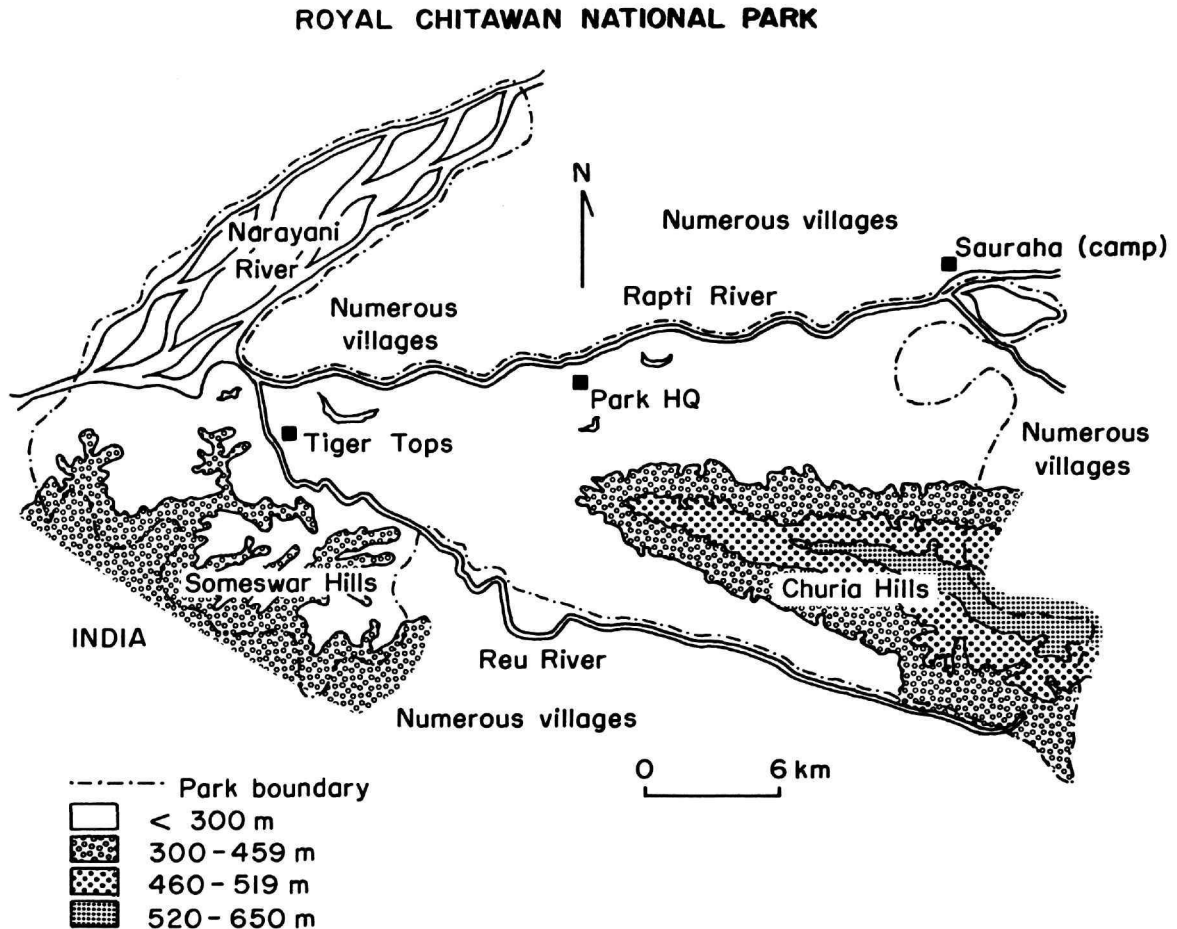 ROYAL CHITAWAN NATIONAL PARK
N
Numerous villages
Sauraha (camp)
Narayani
River
Rapti River
Numerous
villages
Park HQ
Tiger Tops
Numerous
villages
Someswar Hills
Churia Hills
INDIA
Reu River
Numerous villages
0 6 km
Park boundary
< 300 m
300-459 m
460-519 m
520-650 m